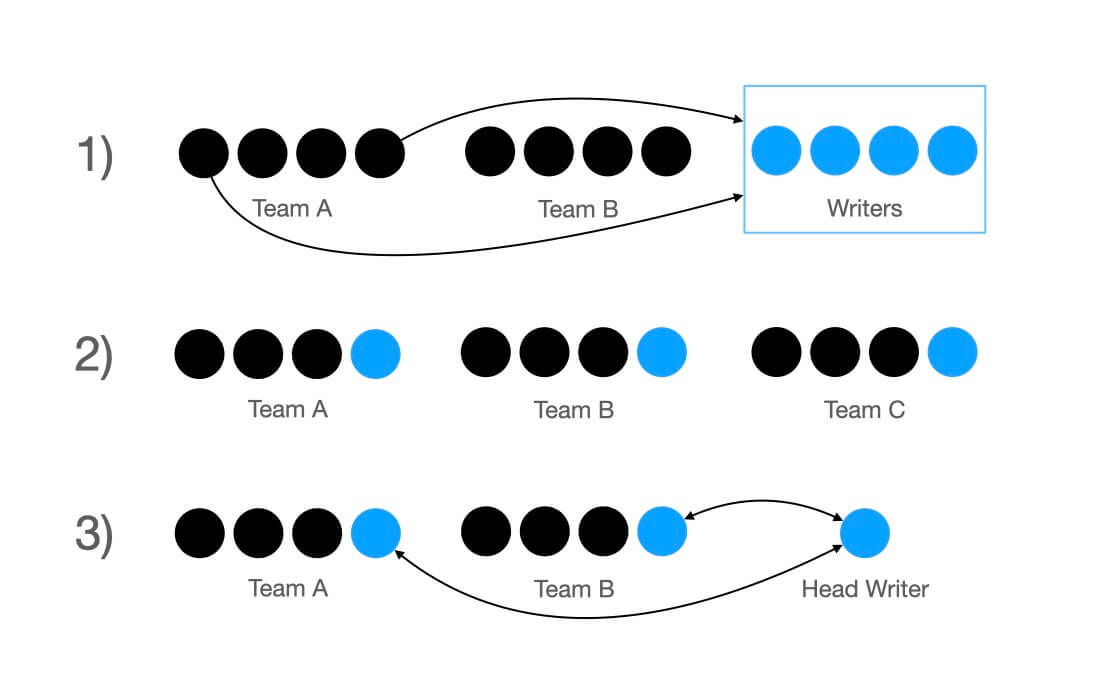 1)
Team A
Team B
Writers
2)
Team A
Team B
Team C
3)
Team A
Team B
Head Writer